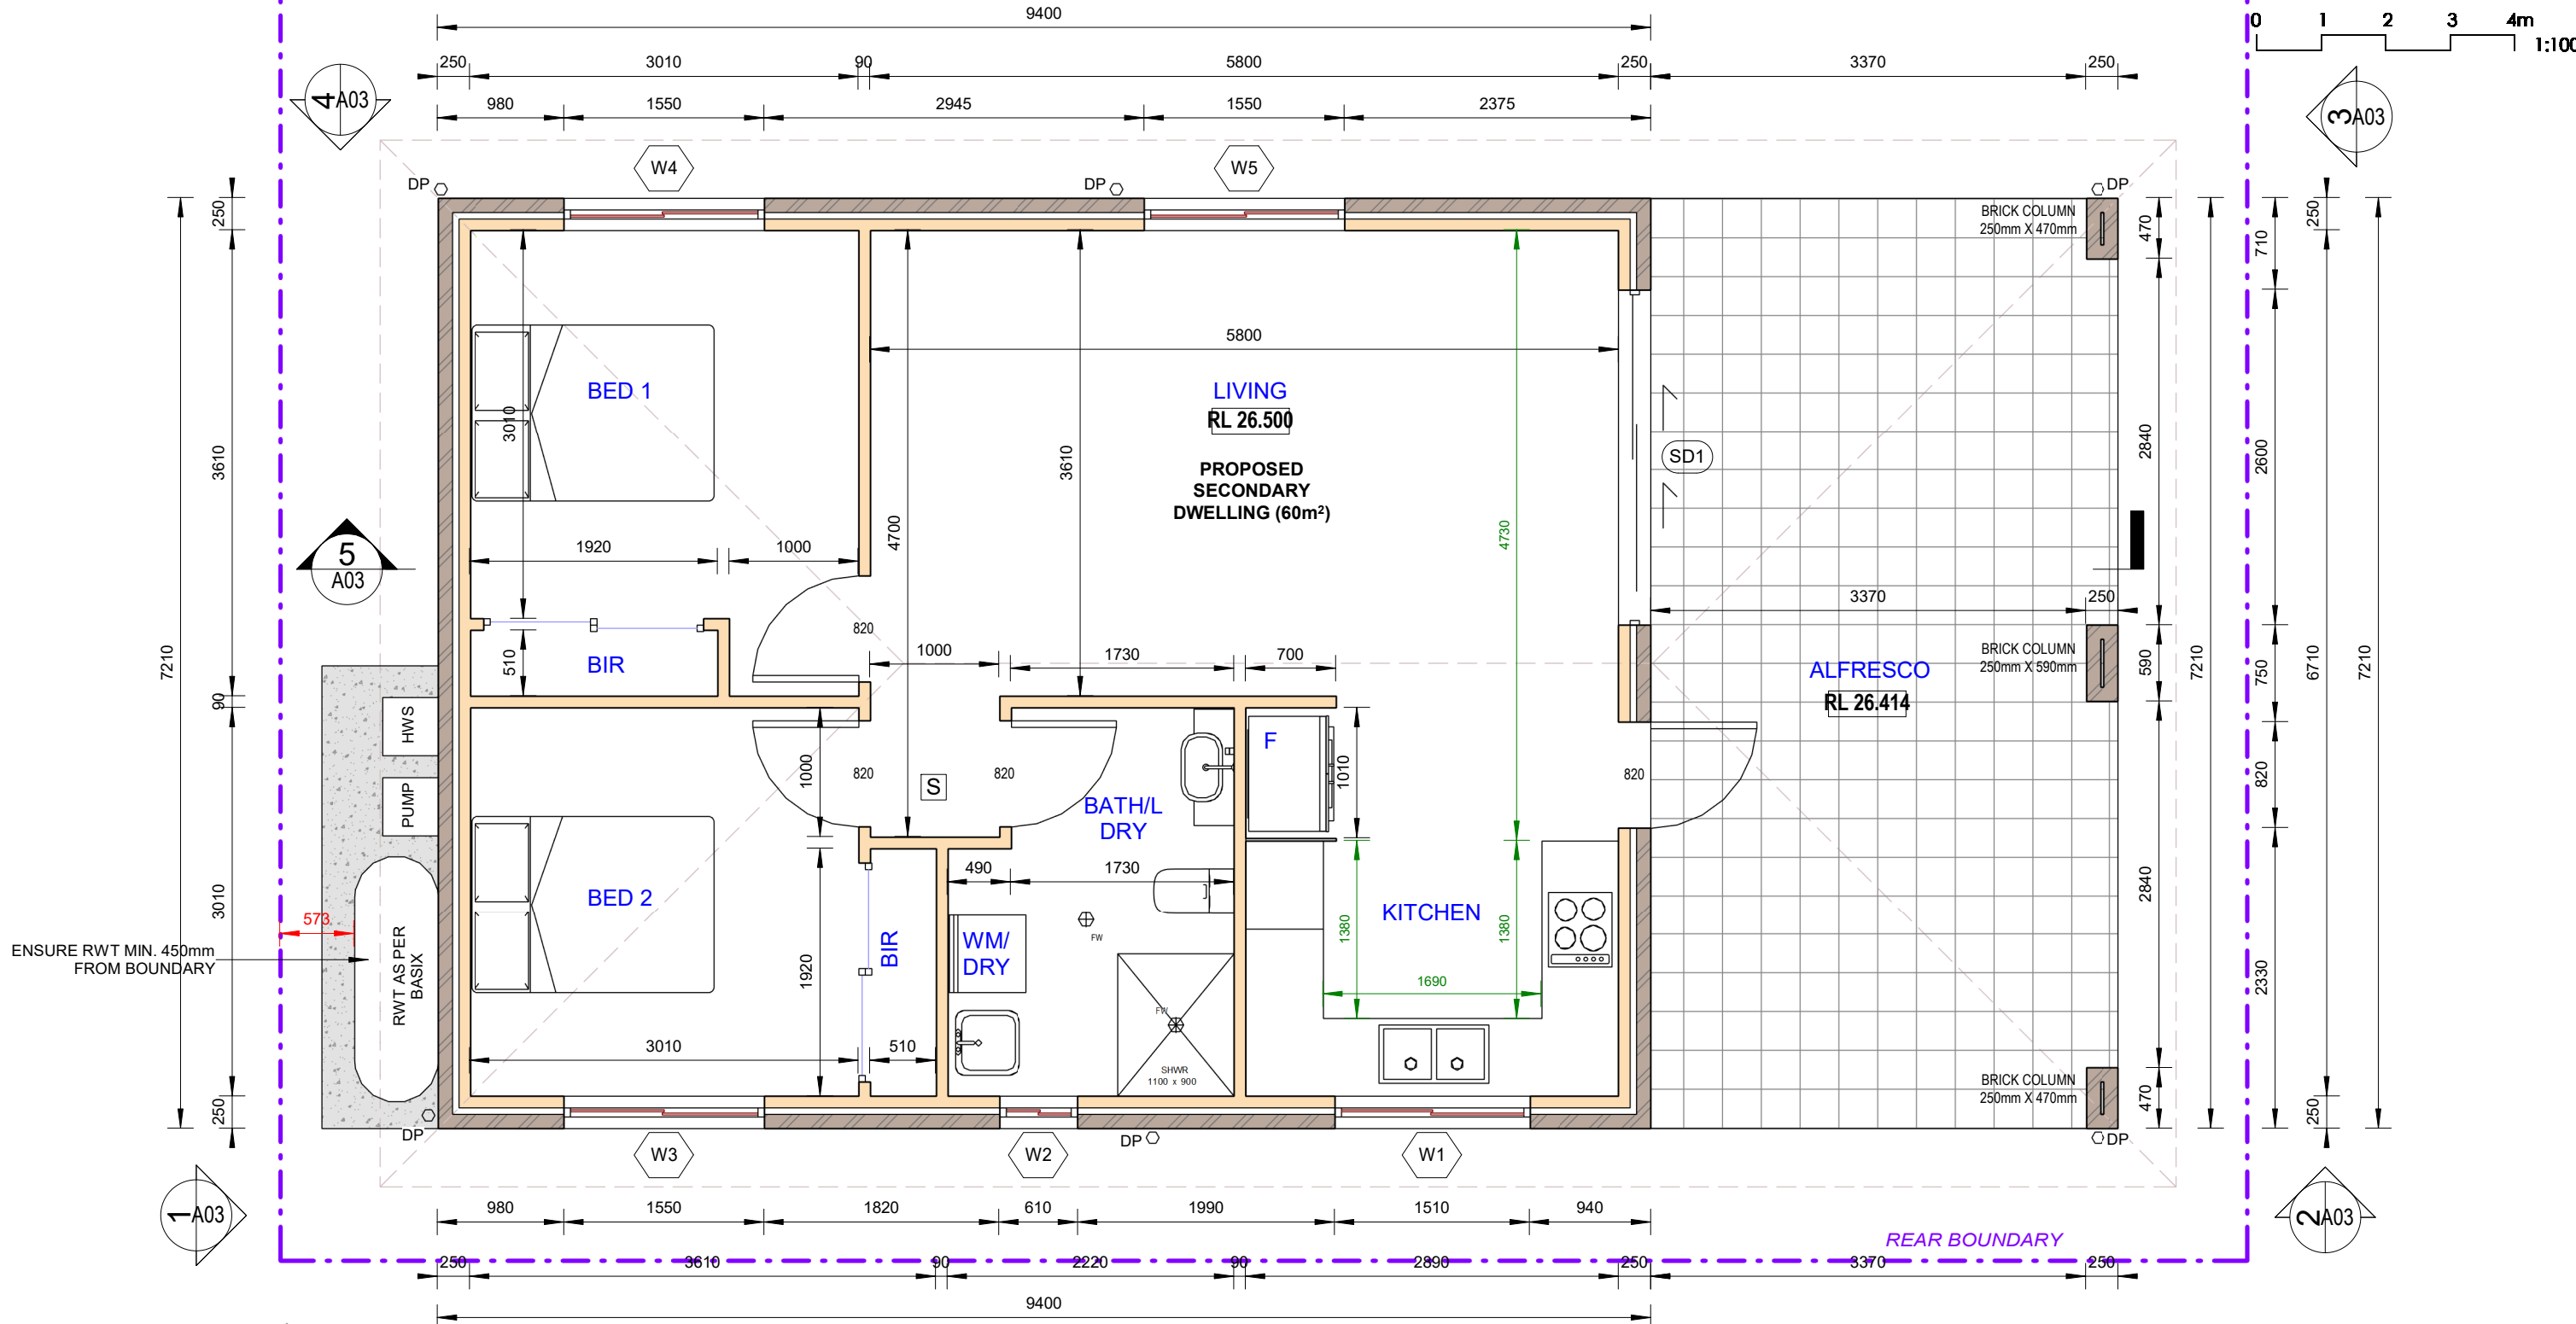 9400
0 1 2 3 4m
1:100
250 3010 90 5800 250 3370 250
980 1550 2945 1550 2375
4 A03
3 A03
W4
W5
DP
DP
DP
BRICK COLUMN
250mm X 470mm
250
470
710
250
5800
BED 1
LIVING
RL 26.500
PROPOSED
SECONDARY
DWELLING (60m²)
3010
3610
3610
4700
4730
SD1
2840
2600
5
A03
1920 1000
3370 250
820
510
BIR
1000 1730 700
BRICK COLUMN
250mm X 590mm
ALFRESCO
RL 26.414
7210
90
590
7210
750
6710
7210
HWS
F
1000
820
S
820
1010
820
820
PUMP
BATH/L
DRY
490 1730
BED 2
KITCHEN
573
ENSURE RWT MIN. 450mm
FROM BOUNDARY
RWT AS PER
BASIX
3010
1920
BIR
WM/
DRY
FW
FW
1380
1380
1690
2840
2330
3010 510
SHWR
1100 x 900
BRICK COLUMN
250mm X 470mm
250
470
250
DP
DP
DP
W3
W2
W1
1 A03
2 A03
980 1550 1820 610 1990 1510 940
REAR BOUNDARY
250 3610 90 2220 90 2890 250 3370 250
9400